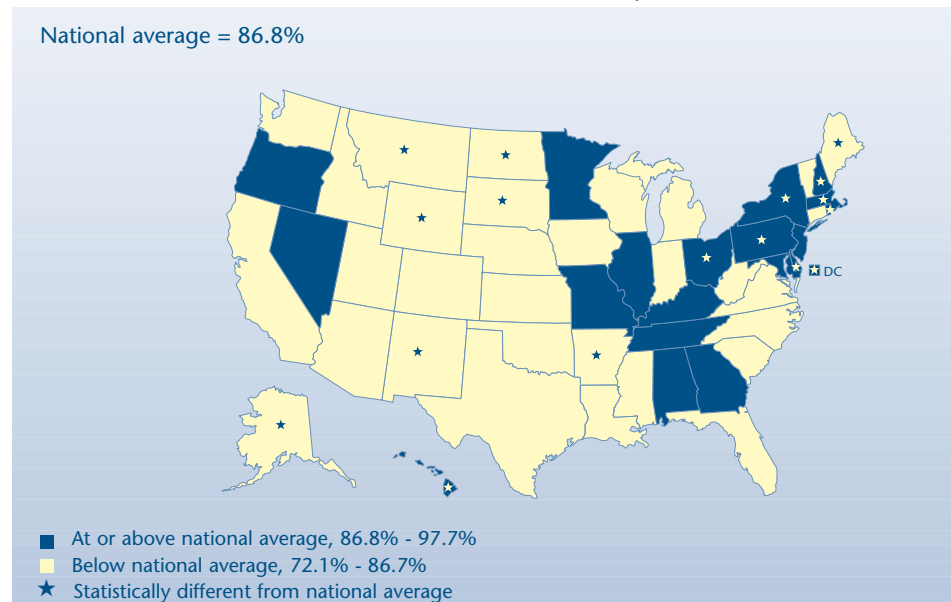 National average = 86.8%
DC
At or above national average, 86.8% - 97.7%
Below national average, 72.1% - 86.7%
Statistically different from national average